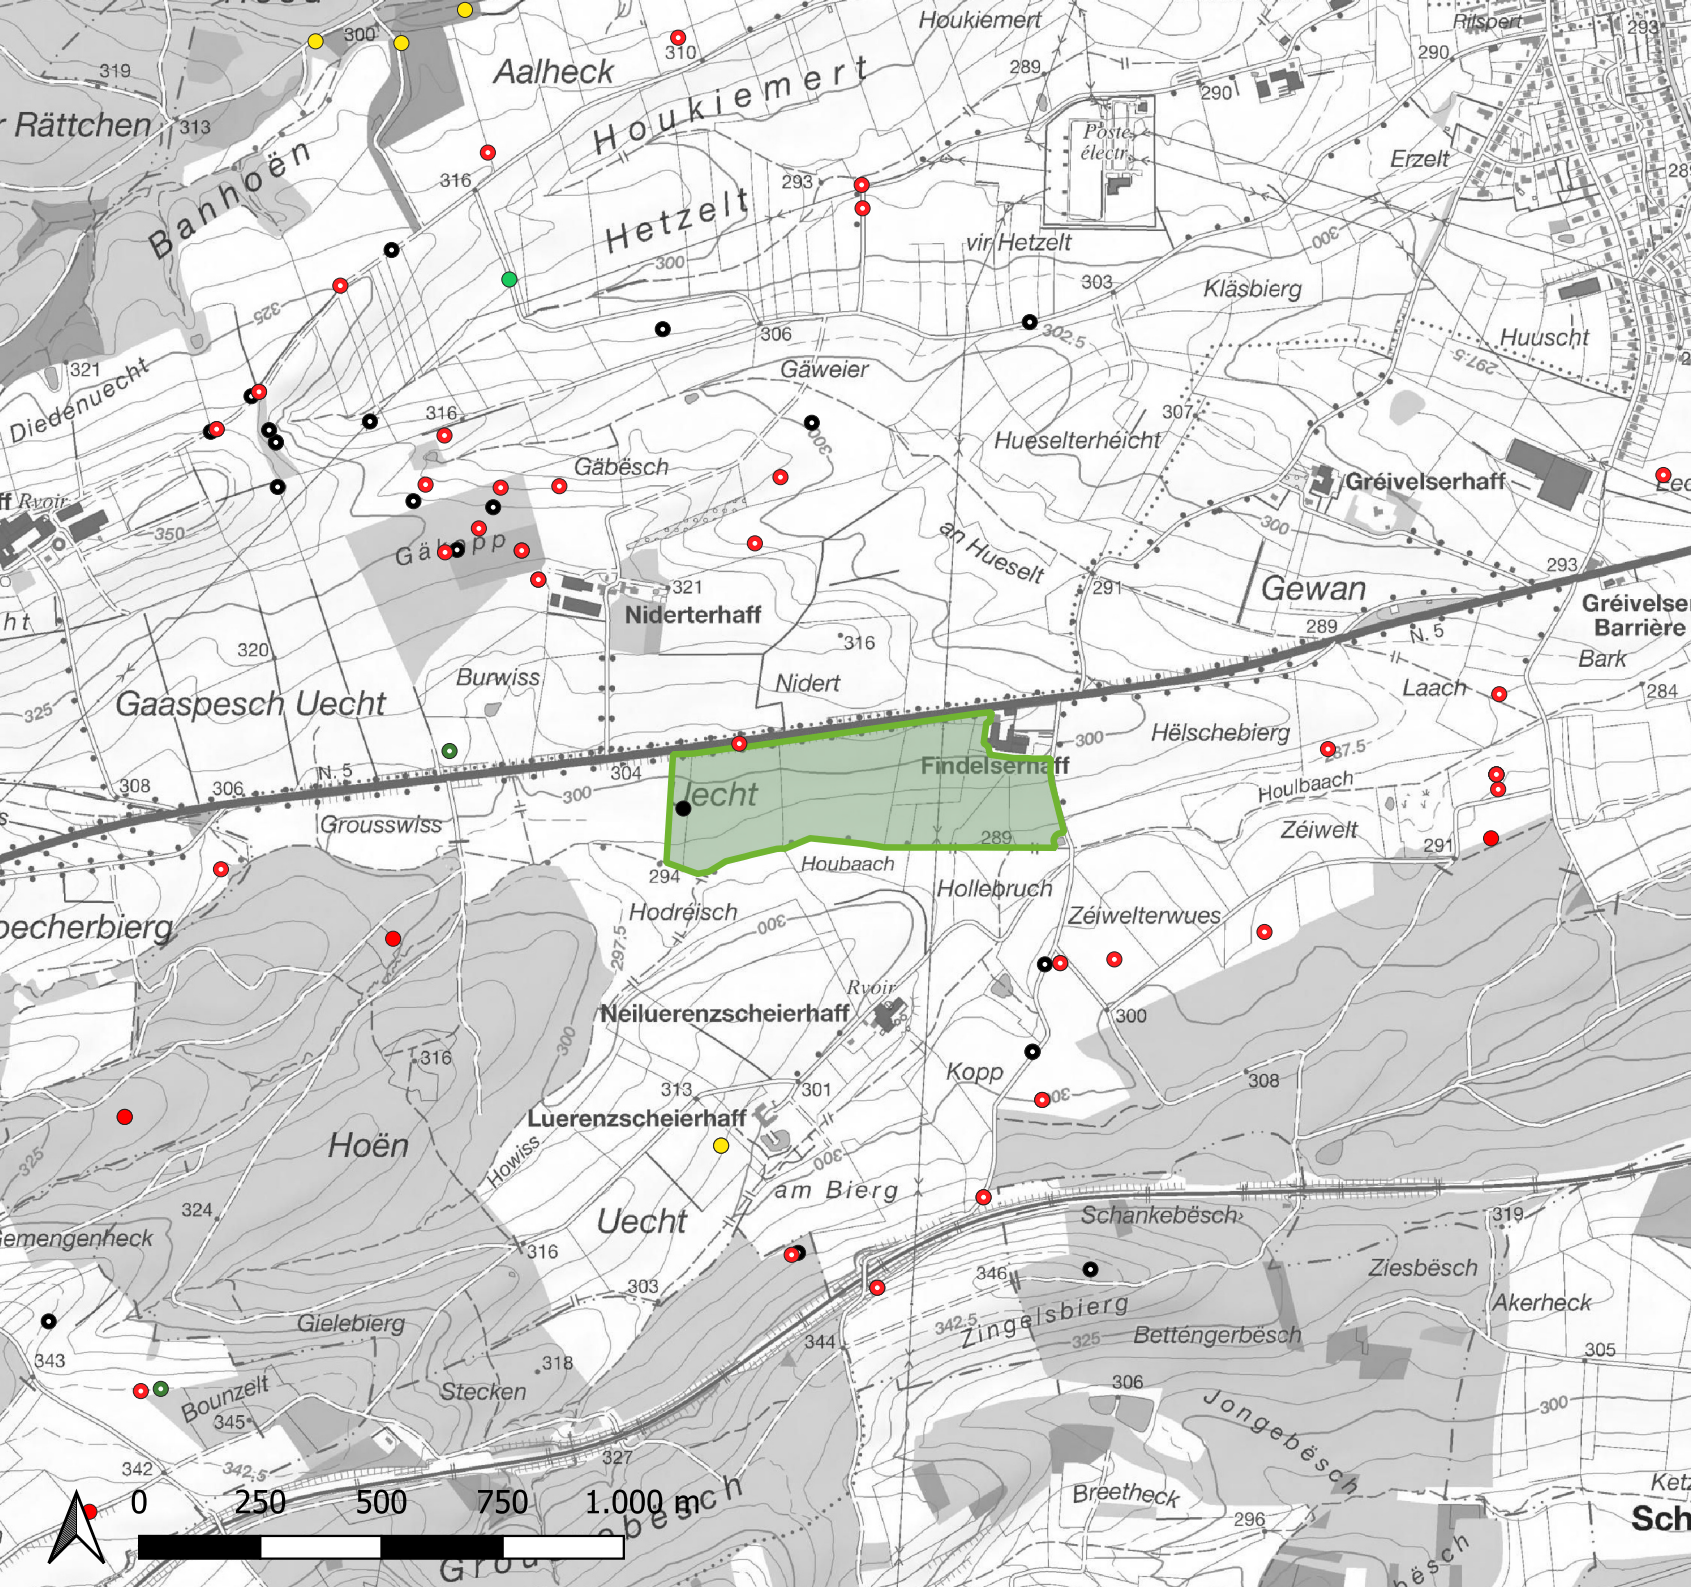 300
319
Aalheck
310
Houkiemert
289
290
290
Rilspert
293
Rättchen
313
Banhoën
Houkiemert
Poste
électr.
Erzelt
316
293
Hetzelt
vir Hetzelt
300
300
303
Kläsbierg
325
306
302.5
Huuscht
297.5
321
Diedenuecht
Gäweier
307
316
300
Hueselterhéicht
Gäbësch
Gréivelserhaff
Rvoir
350
Gäkopp
an Hueselt
300
291
Gewan
293
321
Niderterhaff
Gréivelser
Barrière
289
N. 5
320
316
Bark
Burwiss
Nidert
Laach
284
Gaaspesch Uecht
325
Hëlschebierg
300
N. 5
304
308
306
300
Findelserhaff
Iecht
Houlbaach
Grousswiss
289
Zéiwelt
291
294
Houbaach
Hollebruch
Hodréisch
300
Zéiwelterwues
297.5
Rvoir
Neiluerenzscheierhaff
300
300
316
Kopp
308
313
301
Luerenzscheierhaff
Hoën
325
Howiss
300
am Bierg
324
Uecht
Schankebësch
319
316
346
Ziesbësch
303
Gielebierg
342.5
Zingelsbierg
325
Betténgerbësch
Akerheck
344
343
318
305
Bounzelt
Stecken
306
345
Jongebësch
300
327
342
342.5
Breetheck
296
Sch
0 250 500 750 1.000 m